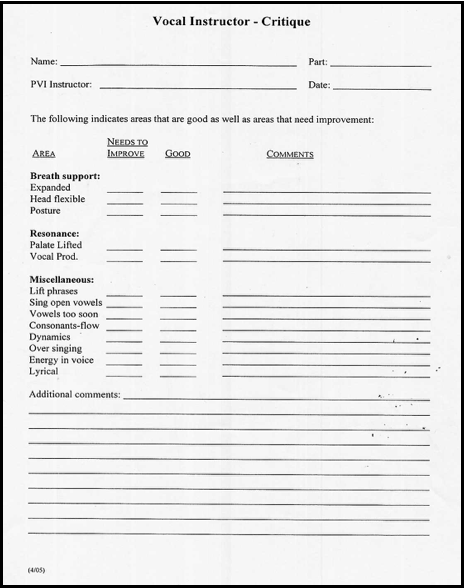 Vocal Instructor - Critique
Name: Part:
PVI Instructor: Date:
The following indicates areas that are good as well as areas that need improvement:
NEEDS TO
AREA IMPROVE GOOD COMMENTS
Breath support:
Expanded
Head flexible
Posture
Resonance:
Palate Lifted
Vocal Prod.
Miscellaneous:
Lift phrases
Sing open vowels
Vowels too soon
Consonants-flow
Dynamics
Over singing
Energy in voice
Lyrical
Additional comments:
(4/05)